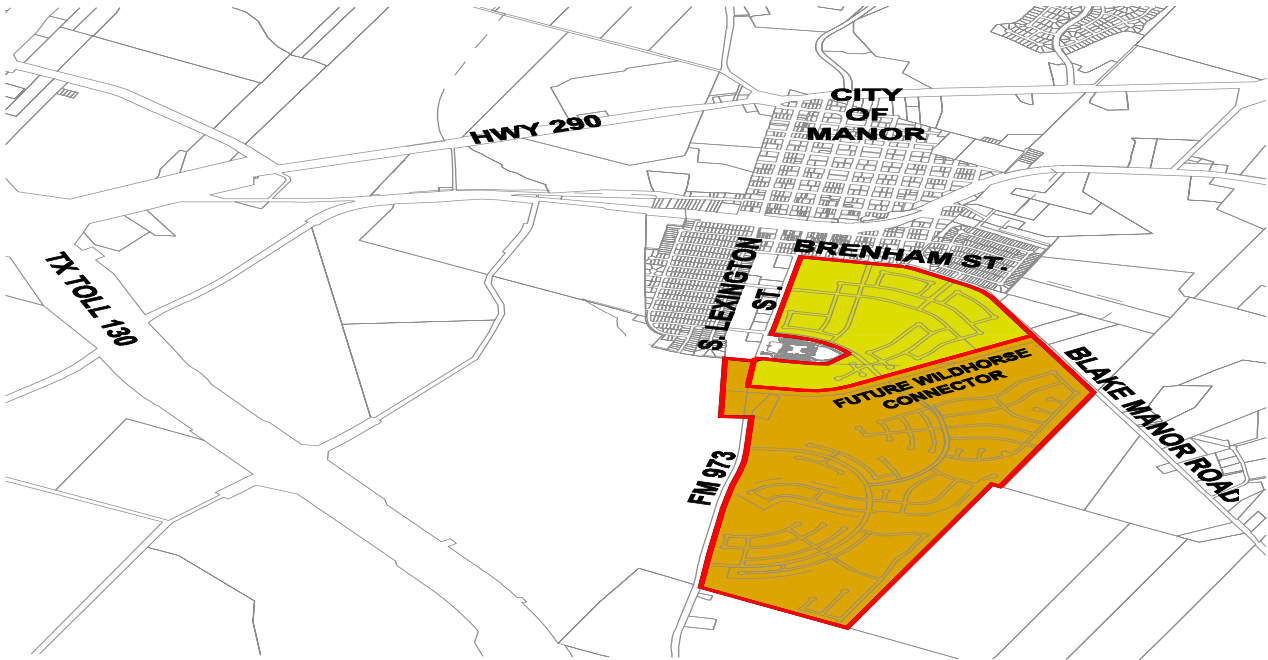 CITY
OF
MANOR
HWY 290
BRENHAM ST.
S. LEXINGTON
ST.
TX TOLL 130
FUTURE WILDHORSE
CONNECTOR
BLAKE MANOR ROAD
FM 973